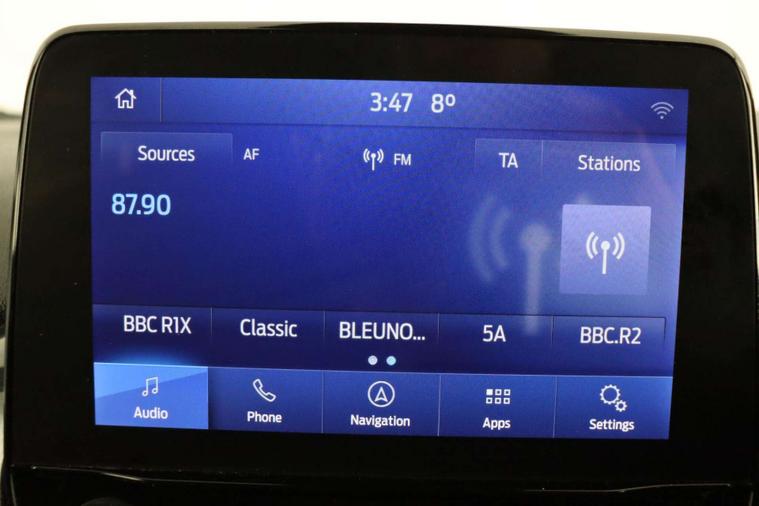 3:47 8º
Sources AF FM TA Stations
87.90
BBC R1X Classic BLEUNO... 5A BBC.R2
Audio Phone Navigation Apps Settings